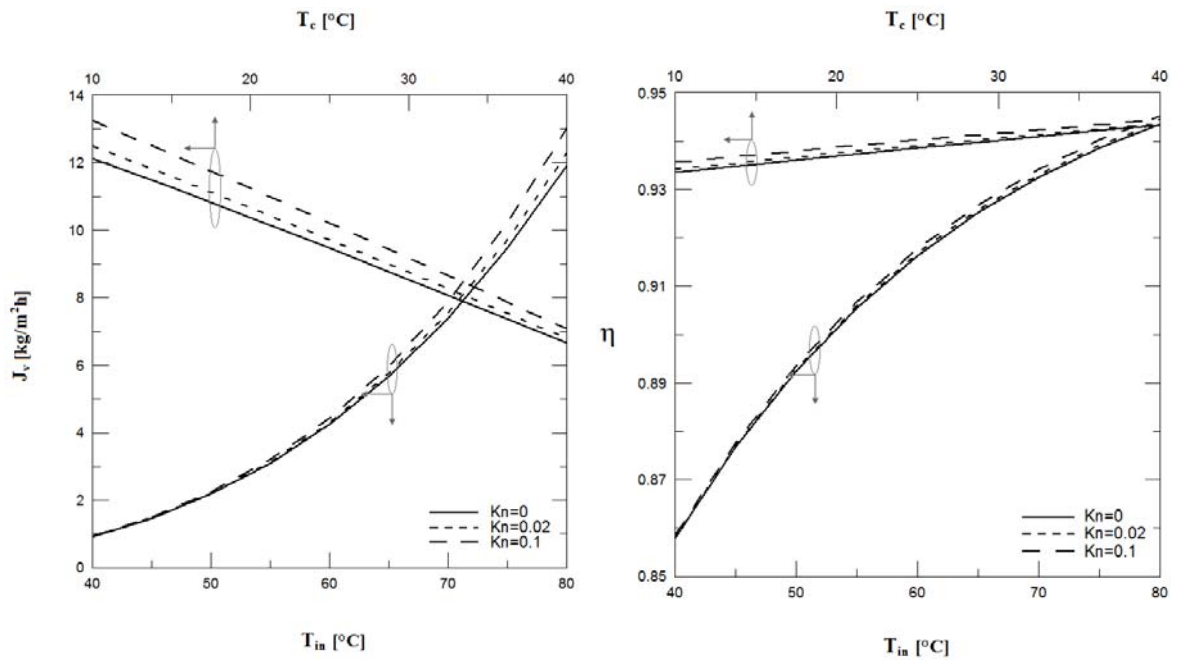 T_c [°C]
10 20 30 40
14
12
10
8
6
4
2
0
J_v [kg/m²h]
Kn=0
Kn=0.02
Kn=0.1
40 50 60 70 80
T_in [°C]
T_c [°C]
10 20 30 40
0.95
0.93
0.91
0.89
0.87
0.85
η
Kn=0
Kn=0.02
Kn=0.1
40 50 60 70 80
T_in [°C]